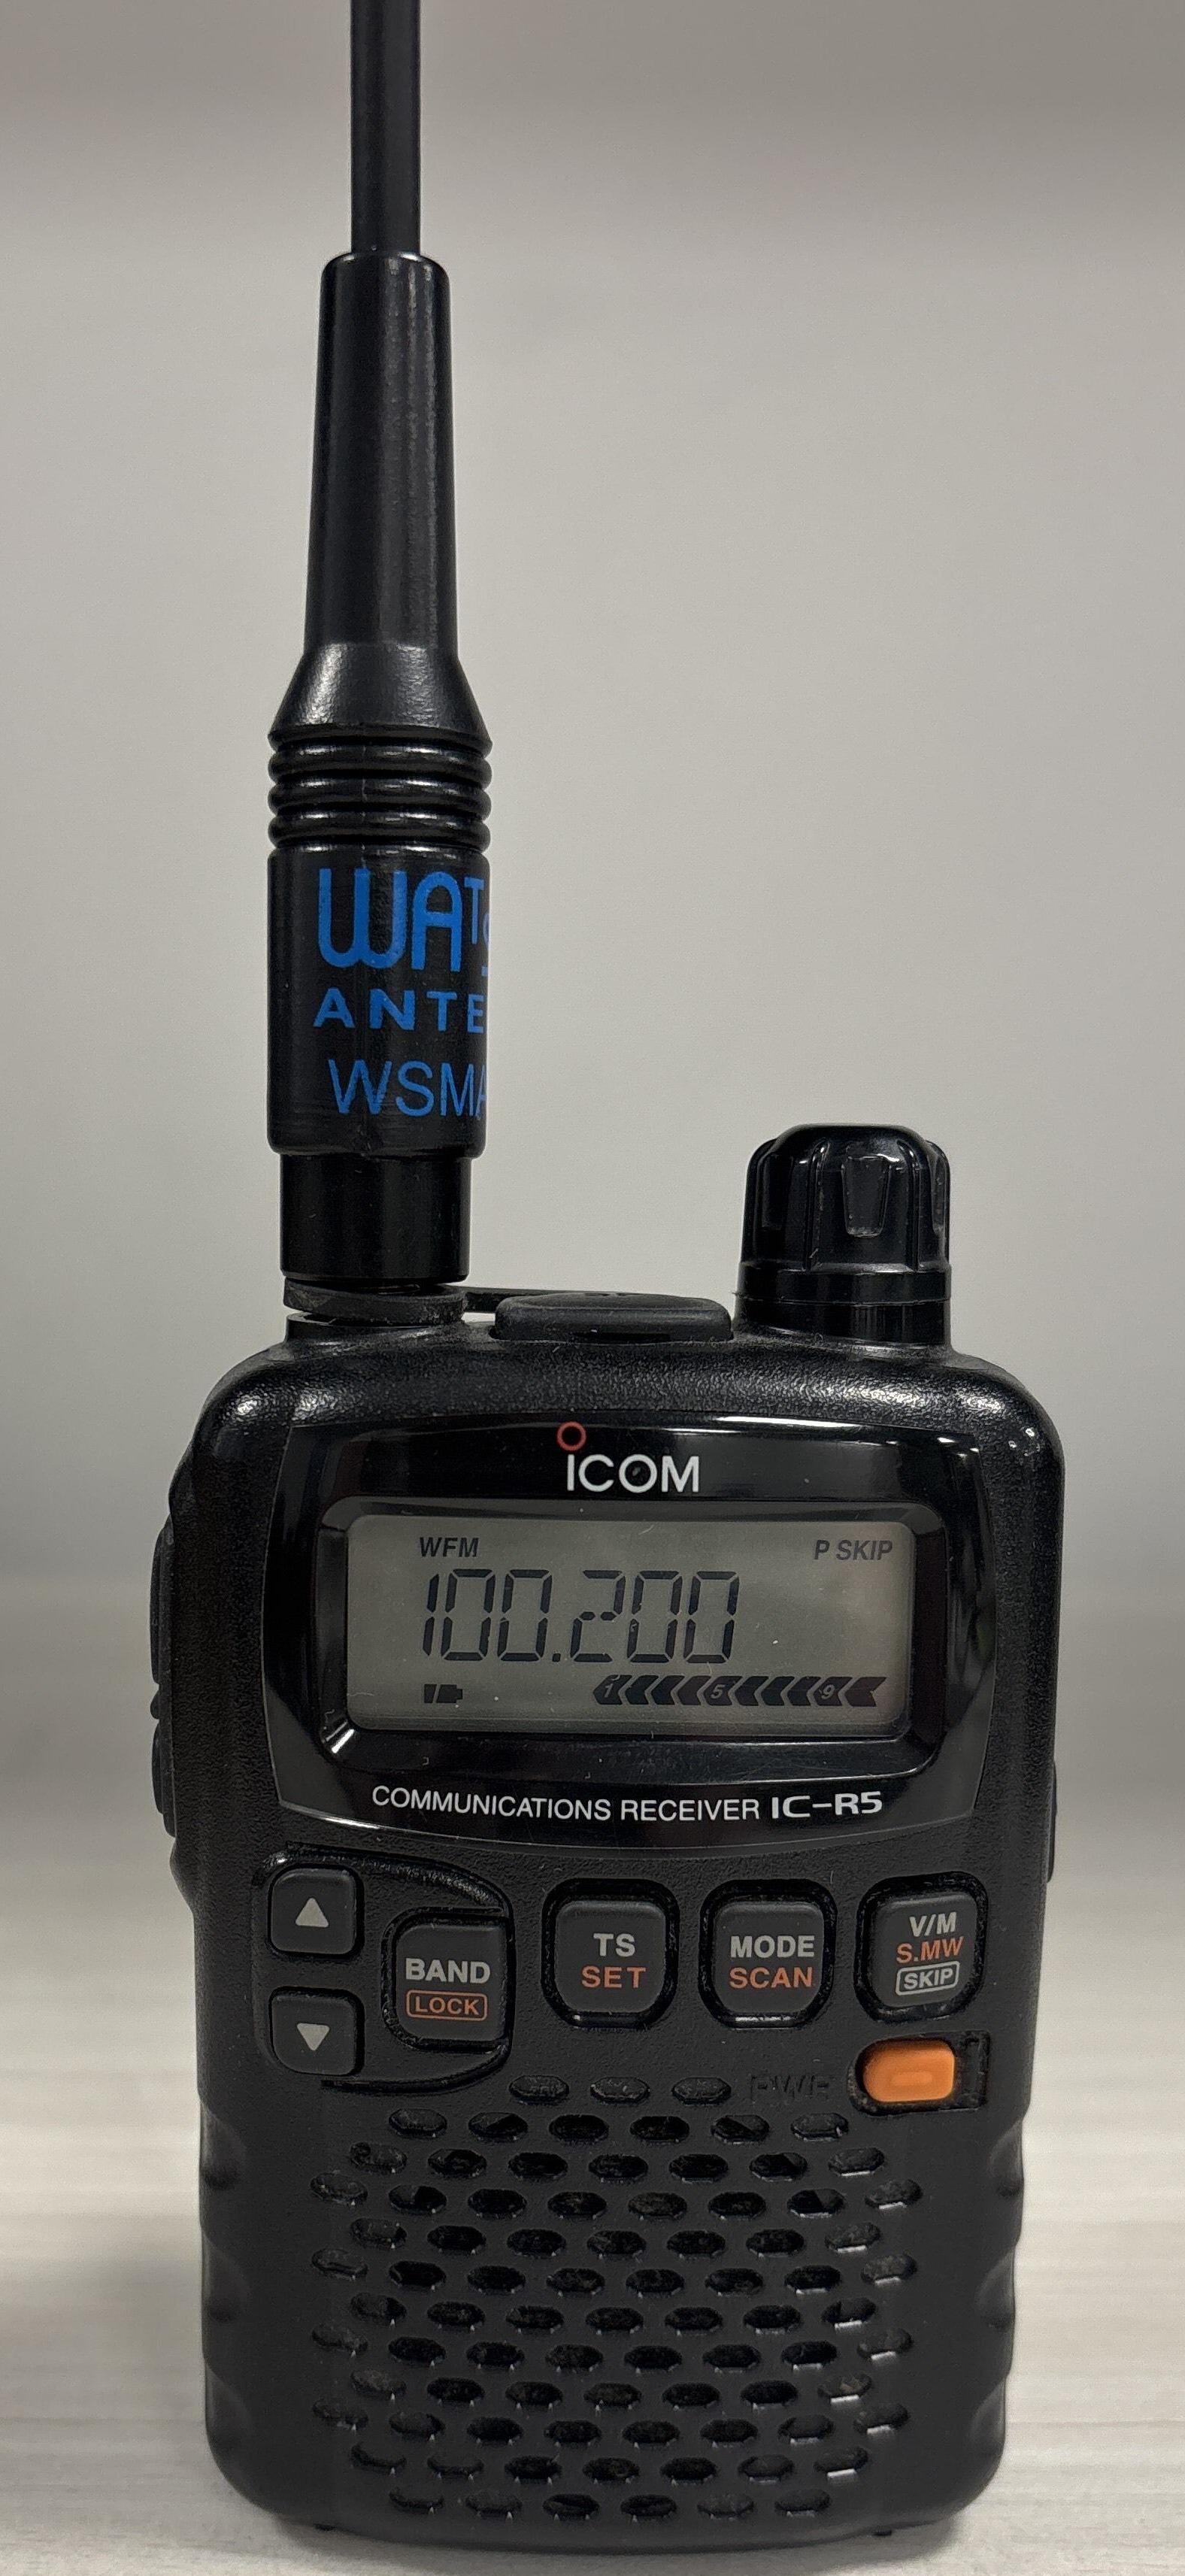 WAT
ANTE
WSMA
ICOM
WFM P SKIP
100.200
1 5 9
COMMUNICATIONS RECEIVER IC-R5
BAND
LOCK
TS
SET
MODE
SCAN
V/M
S.MW
SKIP
PWR